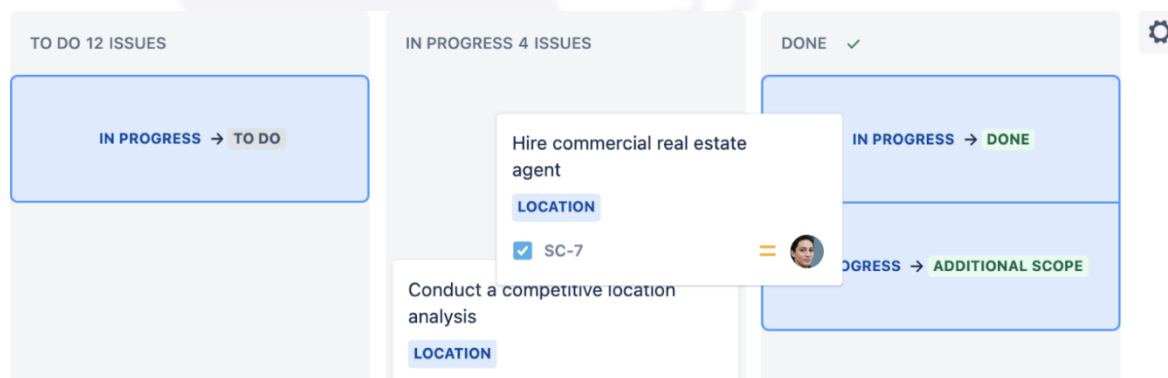 TO DO 12 ISSUES
IN PROGRESS 4 ISSUES
DONE
IN PROGRESS → TO DO
Hire commercial real estate
agent
LOCATION
SC-7
IN PROGRESS → DONE
OGRESS → ADDITIONAL SCOPE
Conduct a competitive location
analysis
LOCATION